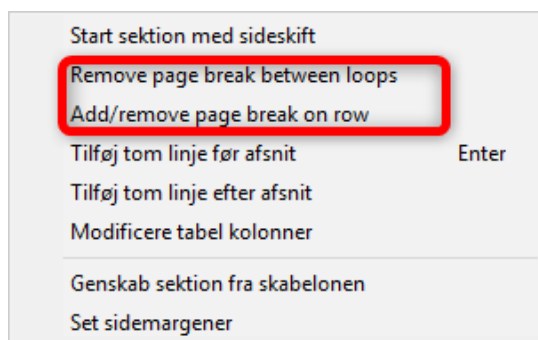 Start sektion med sideskift
Remove page break between loops
Add/remove page break on row
Tilføj tom linje før afsnit Enter
Tilføj tom linje efter afsnit
Modificere tabel kolonner
Genskab sektion fra skabelonen
Set sidemargener